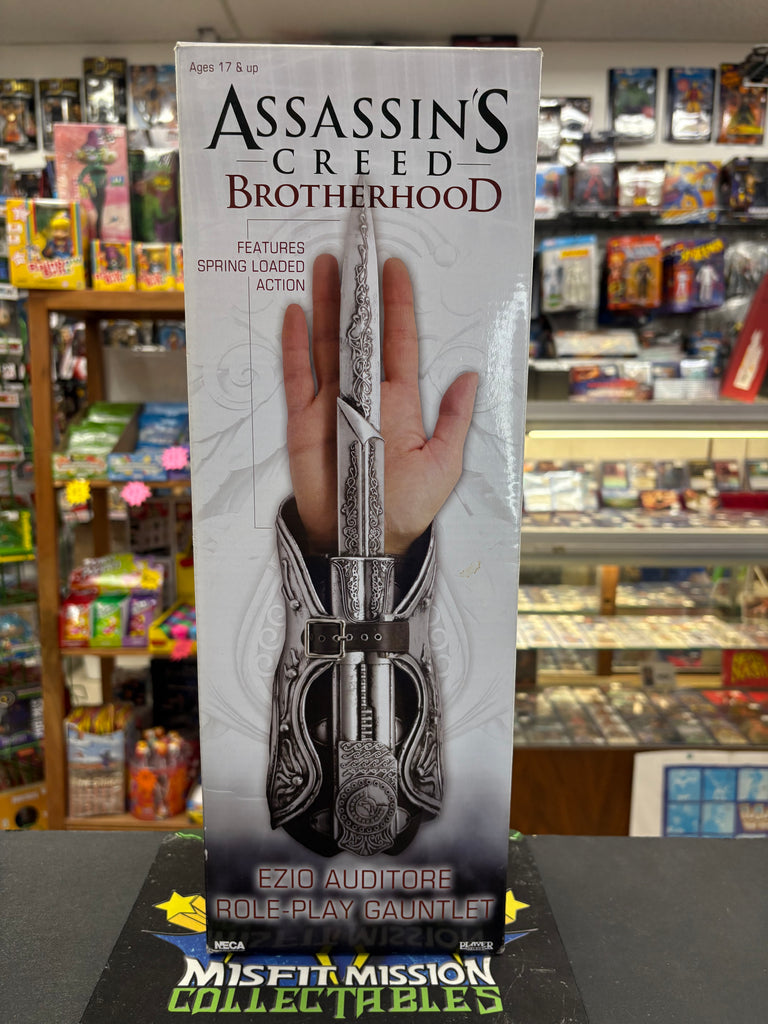 Ages 17 & up
ASSASSIN'S
CREED
BROTHERHOOD
FEATURES
SPRING LOADED
ACTION
EZIO AUDITORE
ROLE-PLAY GAUNTLET
NECA
PLAYER
MISFIT MISSION
COLLECTABLES